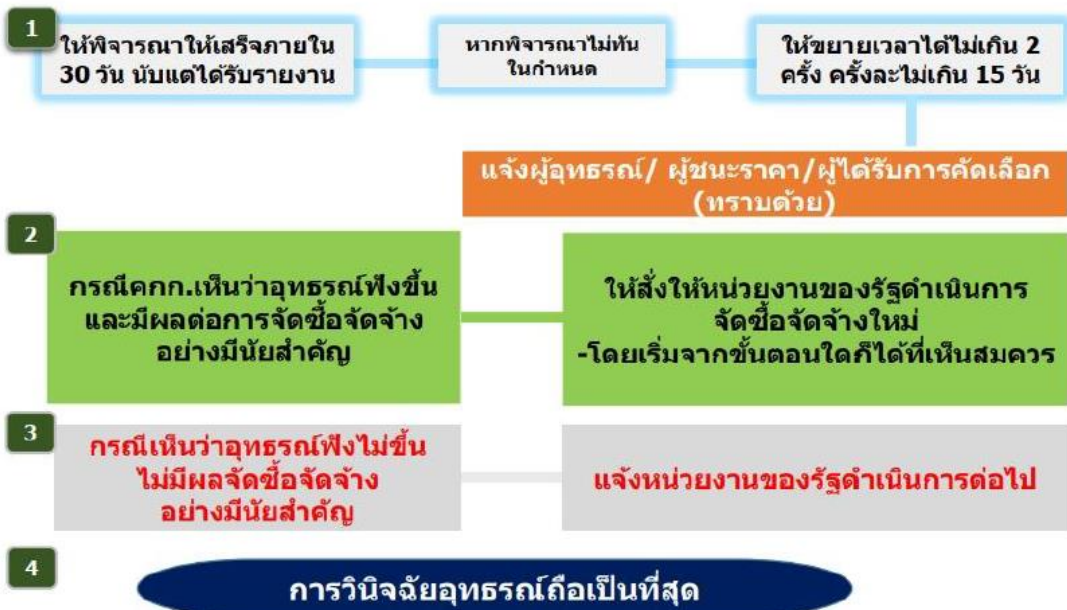 1
ให้พิจารณาให้เสร็จภายใน
30 วัน นับแต่ได้รับรายงาน
หากพิจารณาไม่ทัน
ในกำหนด
ให้ขยายเวลาได้ไม่เกิน 2
ครั้ง ครั้งละไม่เกิน 15 วัน
แจ้งผู้อุทธรณ์/ ผู้ชนะราคา/ผู้ได้รับการคัดเลือก
(ทราบด้วย)
2
กรณีคกก.เห็นว่าอุทธรณ์ฟังขึ้น
และมีผลต่อการจัดซื้อจัดจ้าง
อย่างมีนัยสำคัญ
ให้สั่งให้หน่วยงานของรัฐดำเนินการ
จัดซื้อจัดจ้างใหม่
-โดยเริ่มจากขั้นตอนใดก็ได้ที่เห็นสมควร
3
กรณีเห็นว่าอุทธรณ์ฟังไม่ขึ้น
ไม่มีผลจัดซื้อจัดจ้าง
อย่างมีนัยสำคัญ
แจ้งหน่วยงานของรัฐดำเนินการต่อไป
4
การวินิจฉัยอุทธรณ์ถือเป็นที่สุด